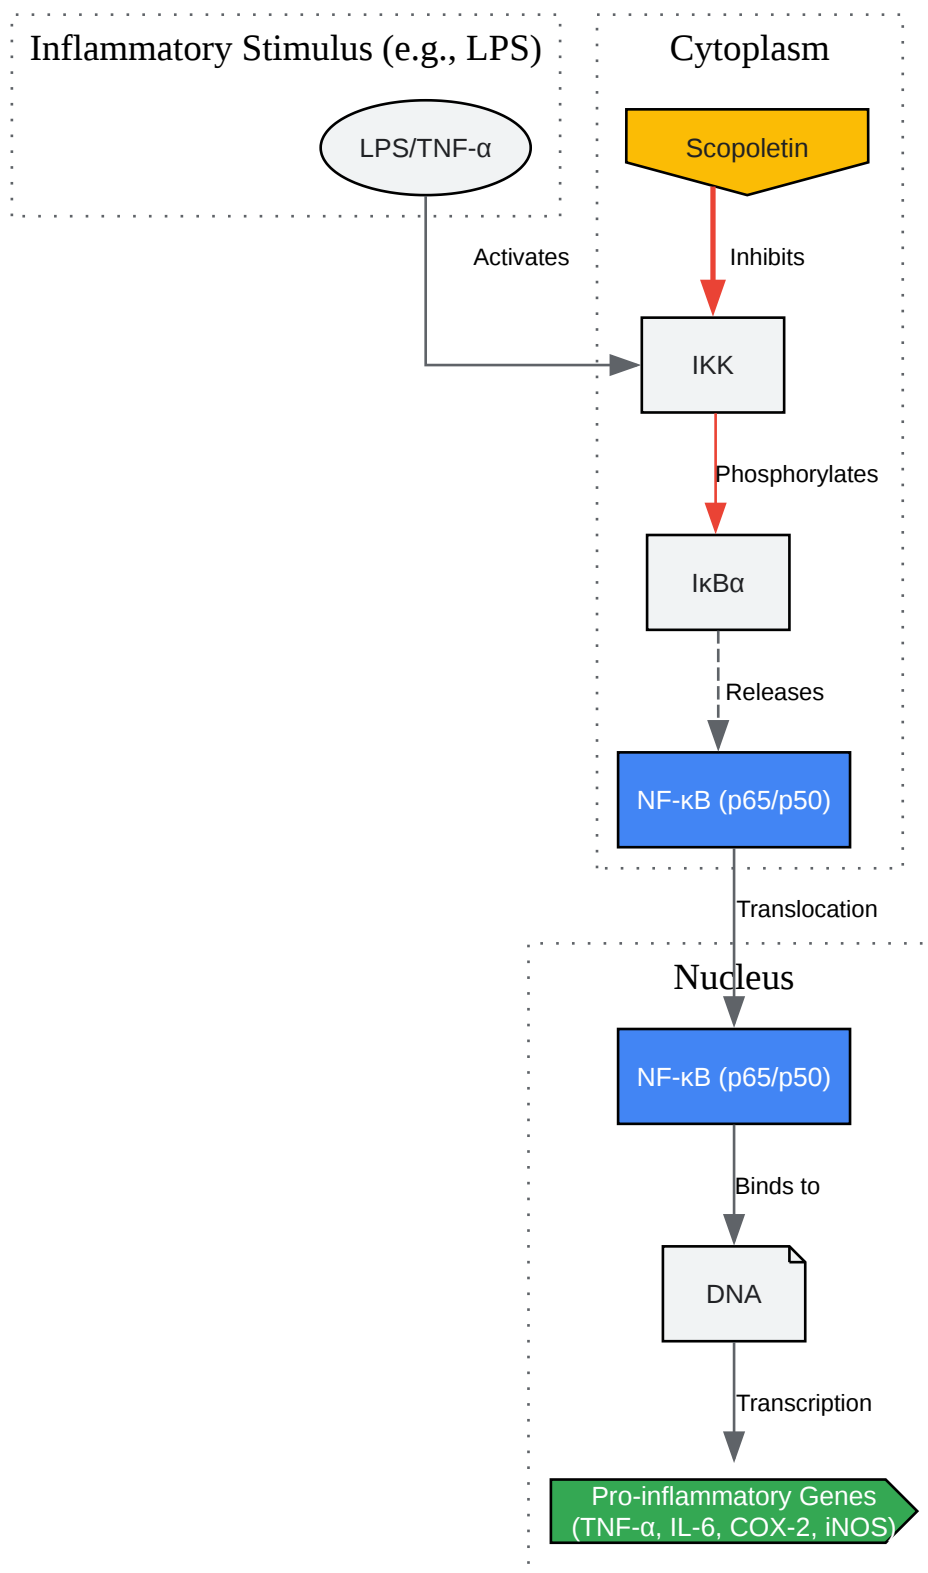 Inflammatory Stimulus (e.g., LPS)
Cytoplasm
LPS/TNF-α
Scopoletin
Activates
Inhibits
IKK
Phosphorylates
IκBα
Releases
NF-κB (p65/p50)
Translocation
Nucleus
NF-κB (p65/p50)
Binds to
DNA
Transcription
Pro-inflammatory Genes
(TNF-α, IL-6, COX-2, iNOS)